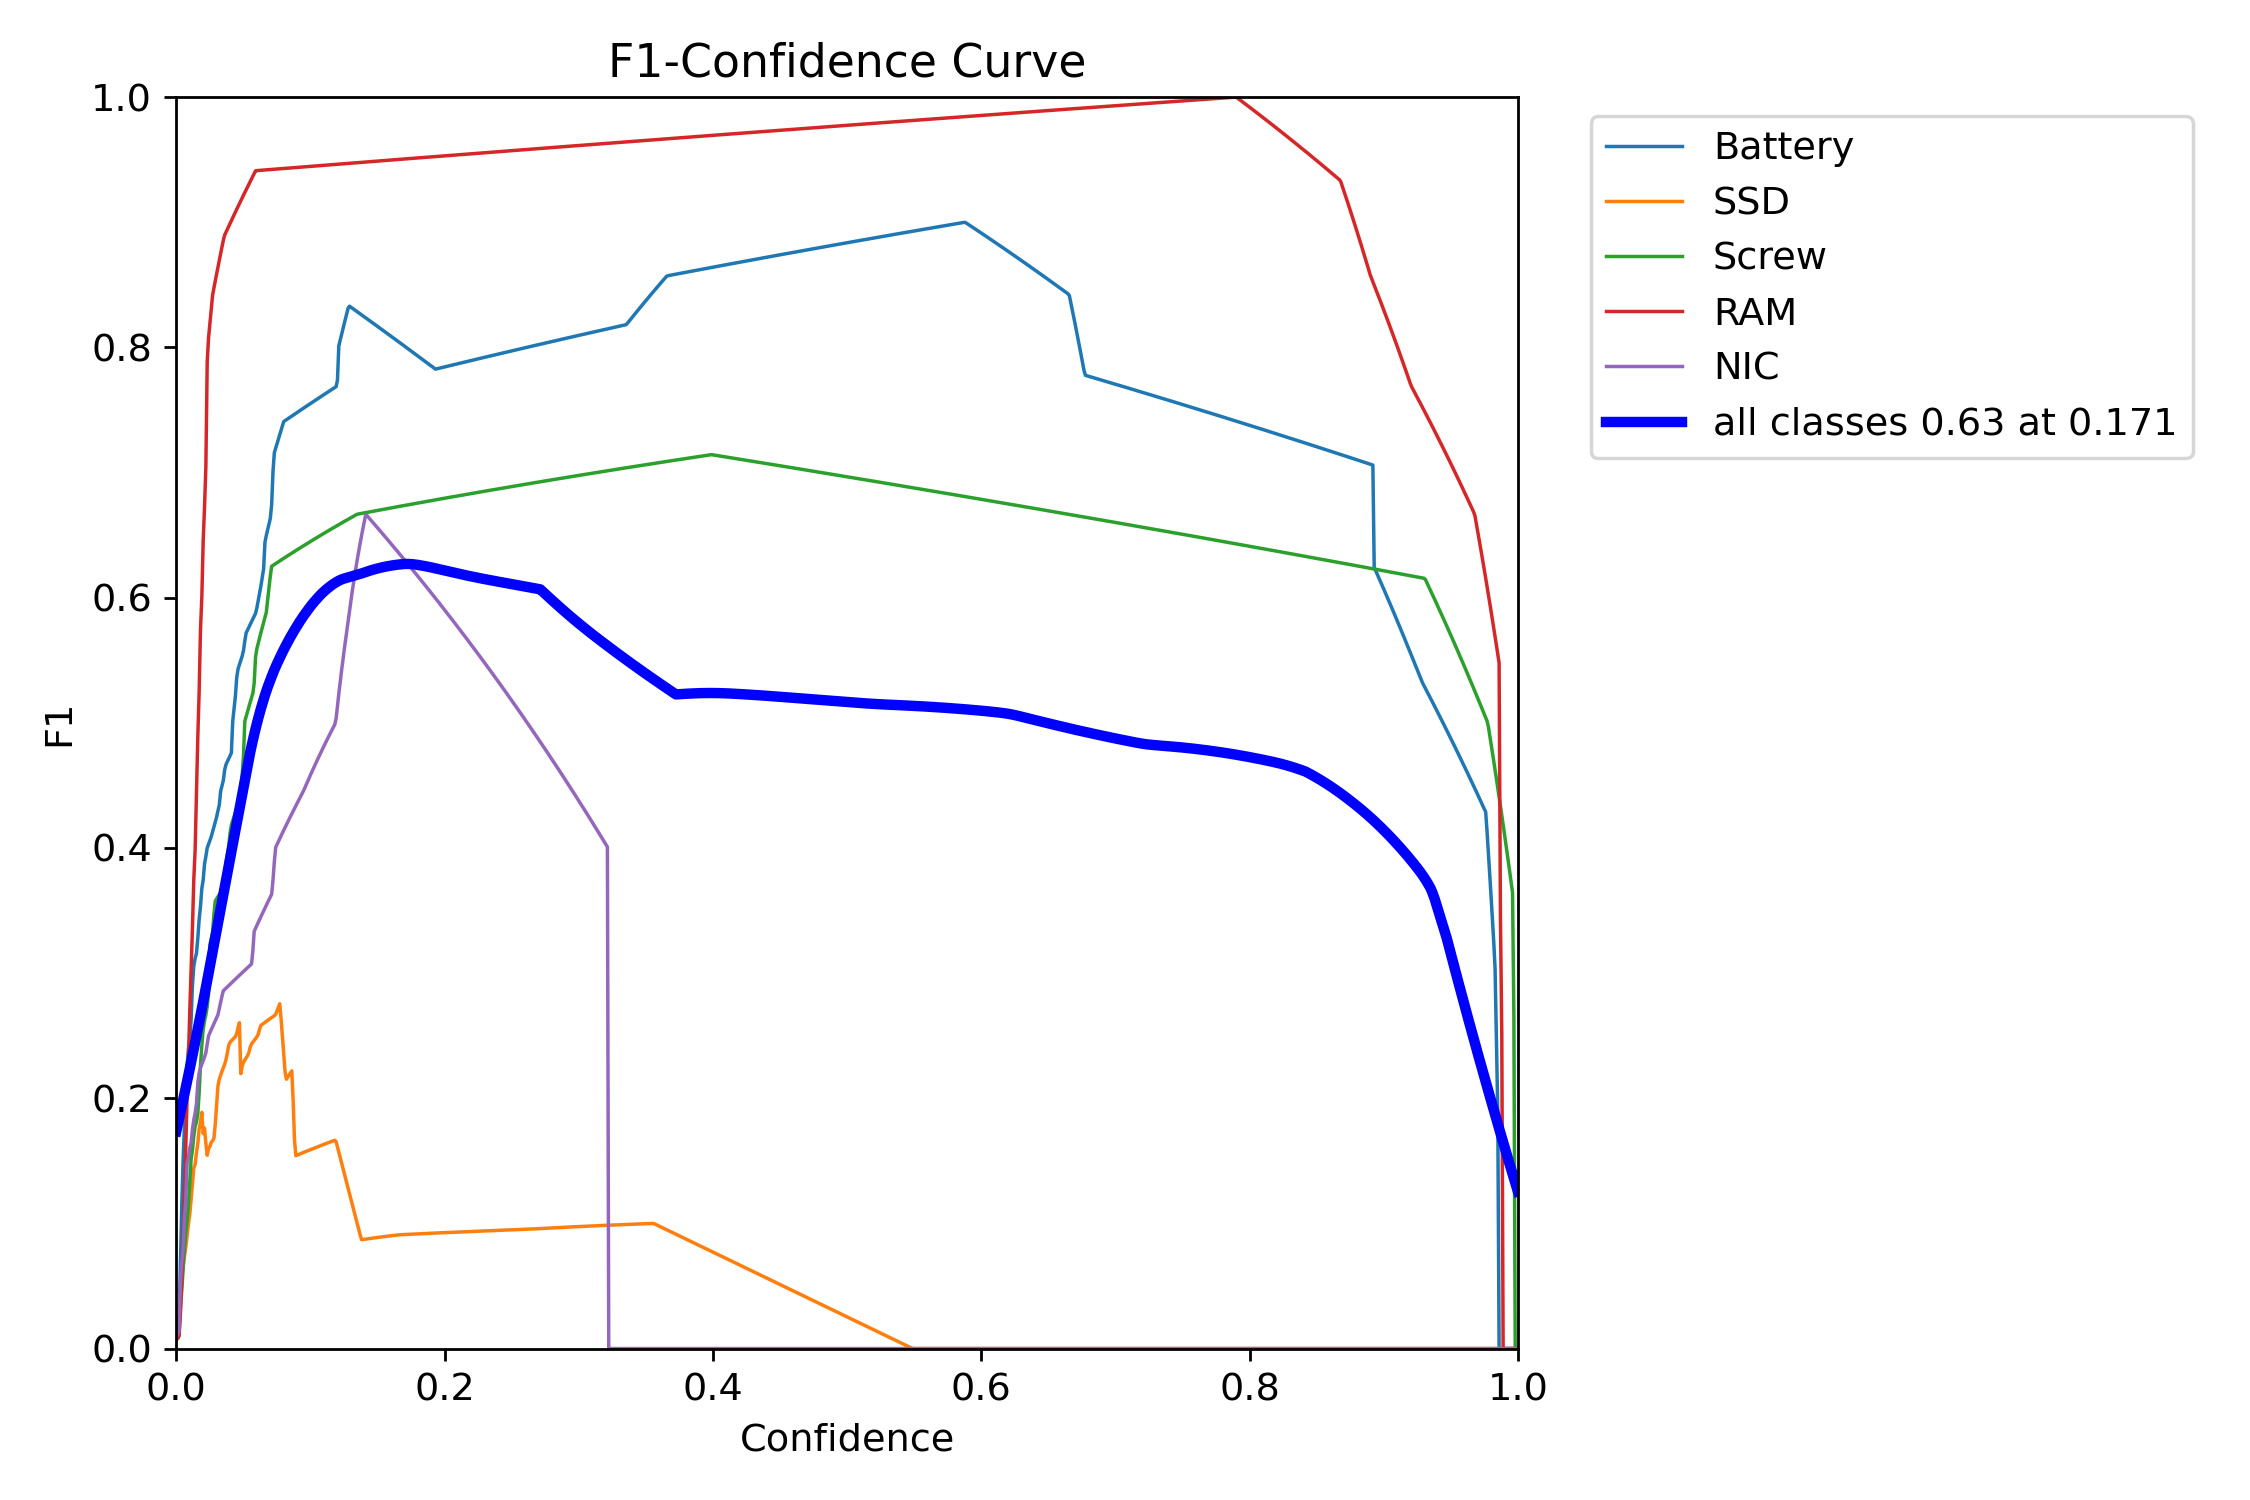 F1-Confidence Curve
1.0
0.8
0.6
0.4
0.2
0.0
F1
0.0 0.2 0.4 0.6 0.8 1.0
Confidence
Battery
SSD
Screw
RAM
NIC
all classes 0.63 at 0.171